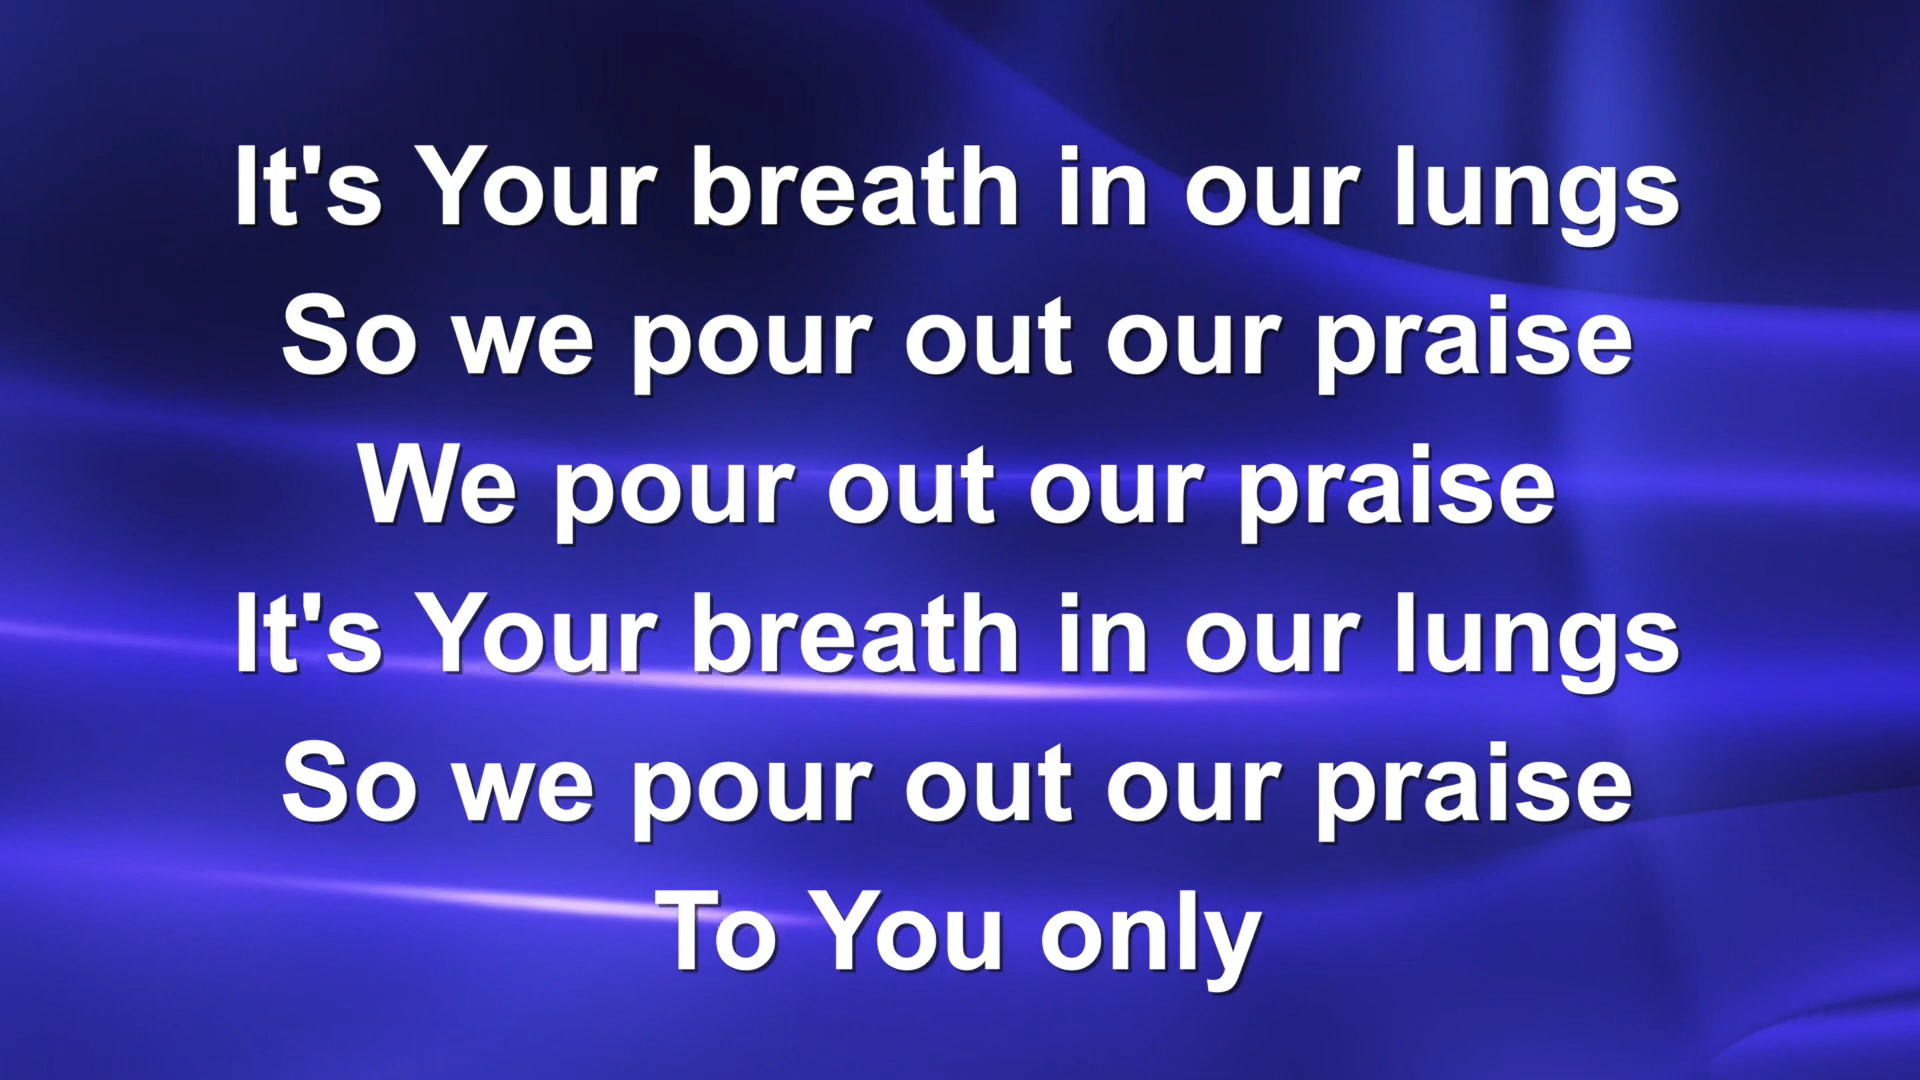 It's Your breath in our lungs
So we pour out our praise
We pour out our praise
It's Your breath in our lungs
So we pour out our praise
To You only